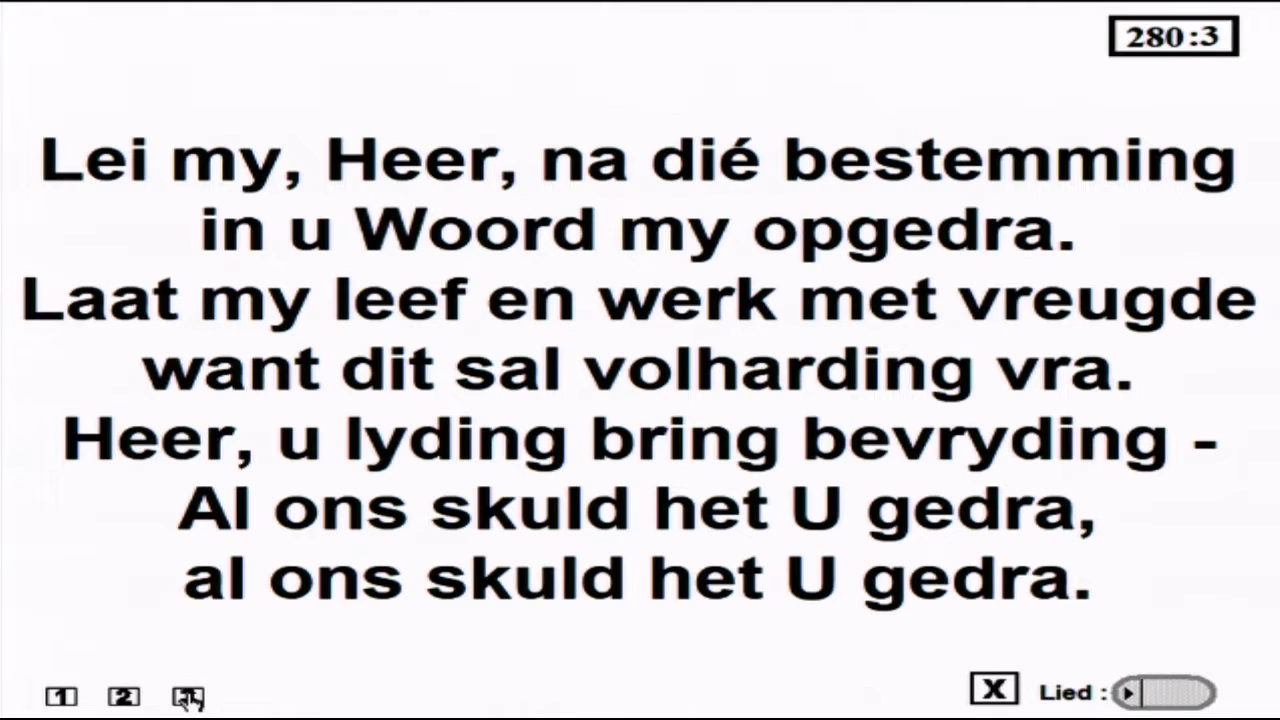 280:3
Lei my, Heer, na dié bestemming
in u Woord my opgedra.
Laat my leef en werk met vreugde
want dit sal volharding vra.
Heer, u lyding bring bevryding -
Al ons skuld het U gedra,
al ons skuld het U gedra.
1 2
X Lied :